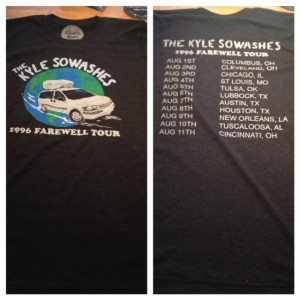 THE
KYLE SOWASHES
1996 FAREWELL TOUR
THE KYLE SOWASHES
1996 FAREWELL TOUR
AUG 1ST COLUMBUS, OH
AUG 2ND CLEVELAND, OH
AUG 3RD CHICAGO, IL
AUG 4TH ST LOUIS, MO
AUG 5TH TULSA, OK
AUG 6TH LUBBOCK, TX
AUG 7TH AUSTIN, TX
AUG 8TH HOUSTON, TX
AUG 9TH NEW ORLEANS, LA
AUG 10TH TUSCALOOSA, AL
AUG 11TH CINCINNATI, OH